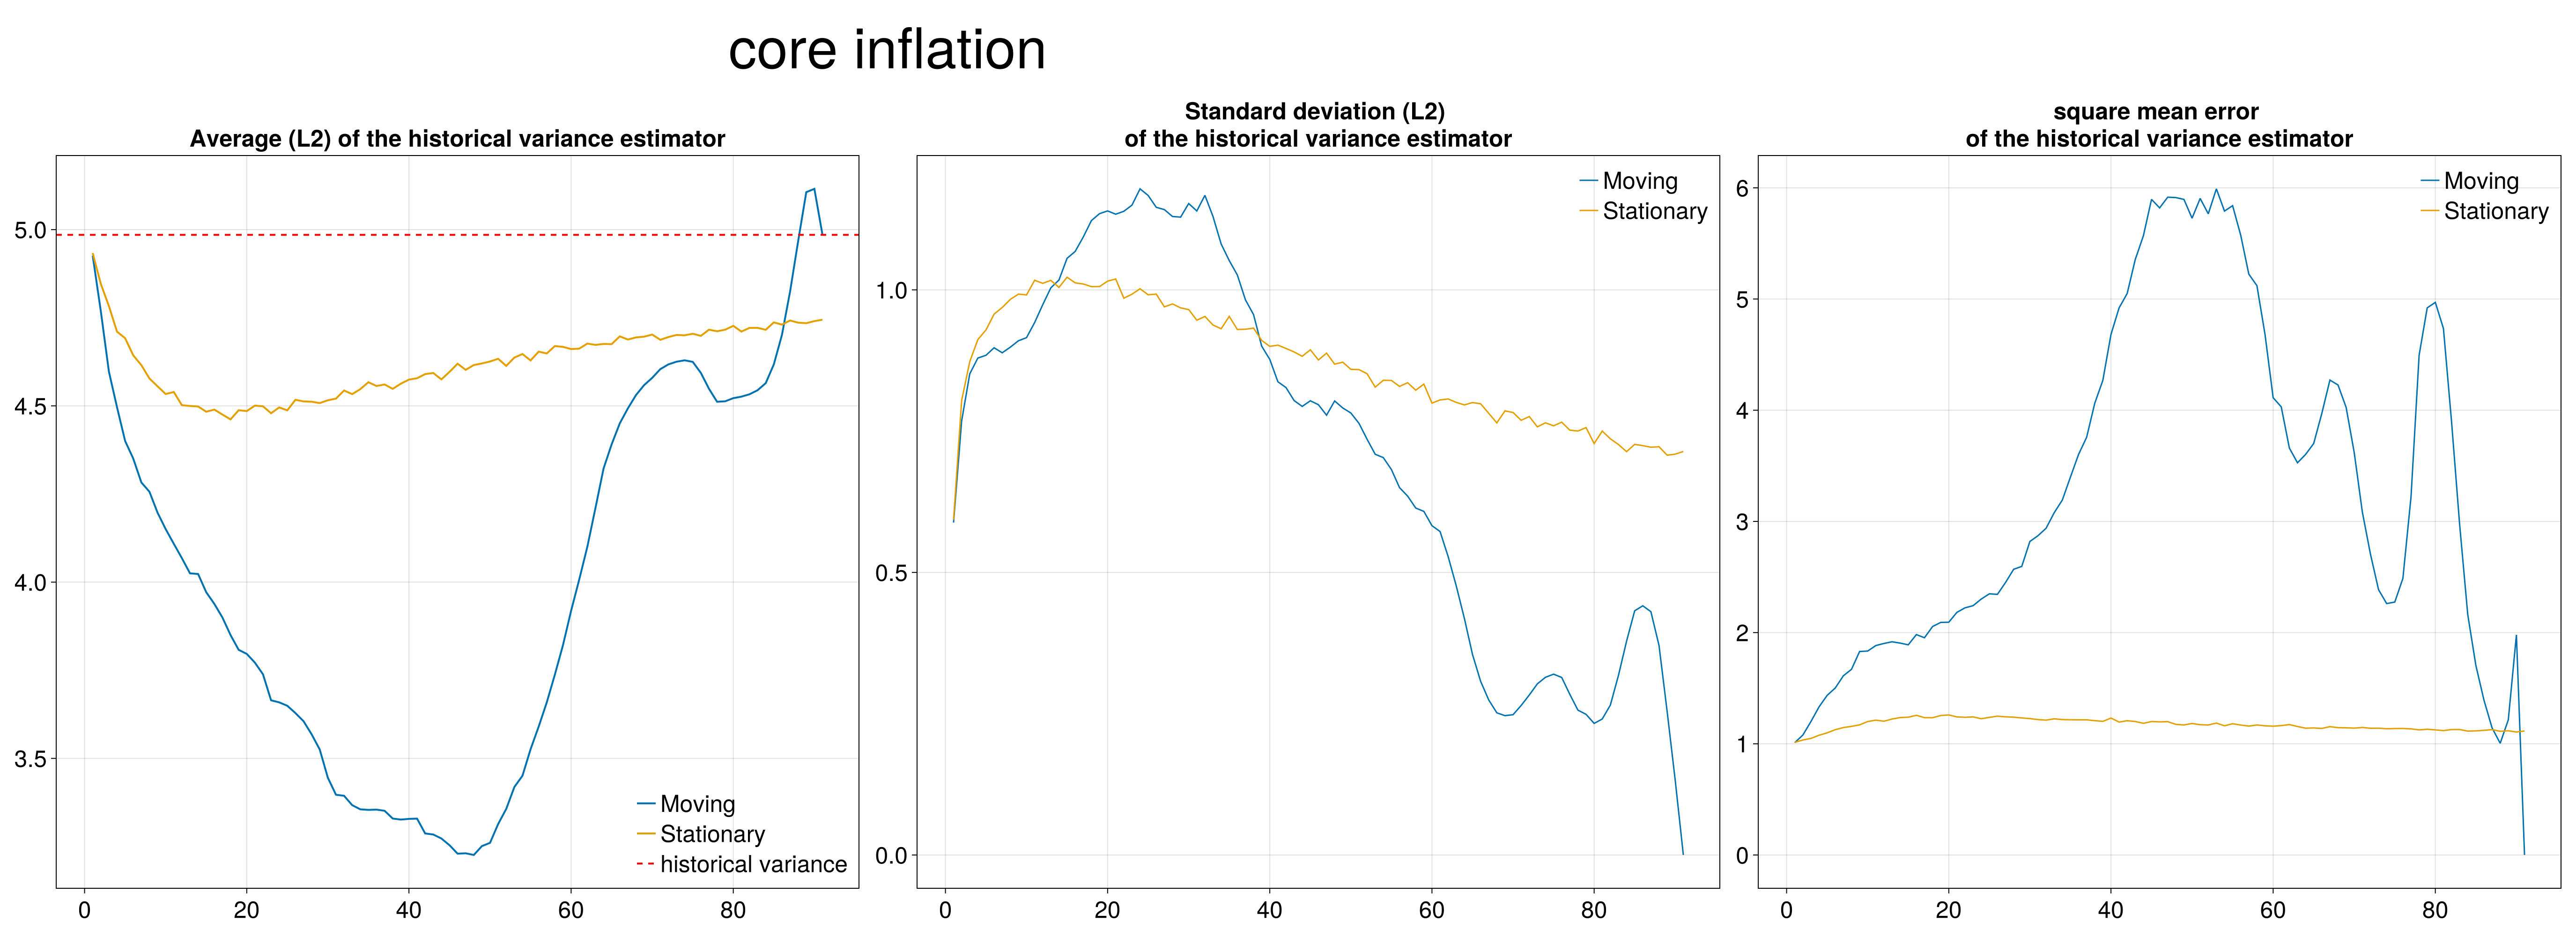 core inflation
Average (L2) of the historical variance estimator
5.0
4.5
4.0
3.5
0 20 40 60 80
Moving
Stationary
historical variance
Standard deviation (L2)
of the historical variance estimator
1.0
0.5
0.0
0 20 40 60 80
Moving
Stationary
square mean error
of the historical variance estimator
6
5
4
3
2
1
0
0 20 40 60 80
Moving
Stationary